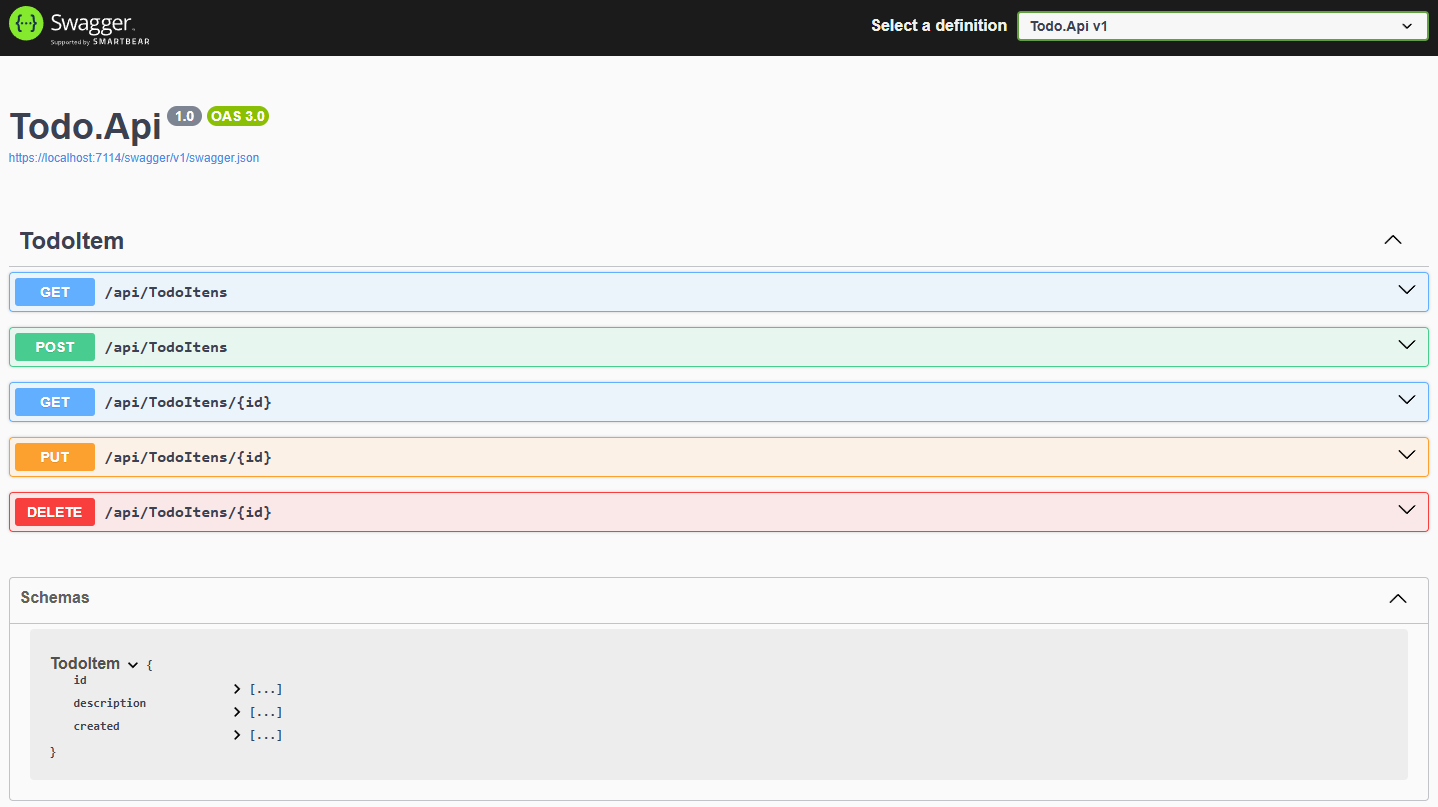 Swagger.
Supported by SMARTBEAR
Select a definition
Todo.Api v1
Todo.Api 1.0 OAS 3.0
https://localhost:7114/swagger/v1/swagger.json
TodoItem
GET /api/TodoItens
POST /api/TodoItens
GET /api/TodoItens/{id}
PUT /api/TodoItens/{id}
DELETE /api/TodoItens/{id}
Schemas
TodoItem {
id [...]
description [...]
created [...]
}